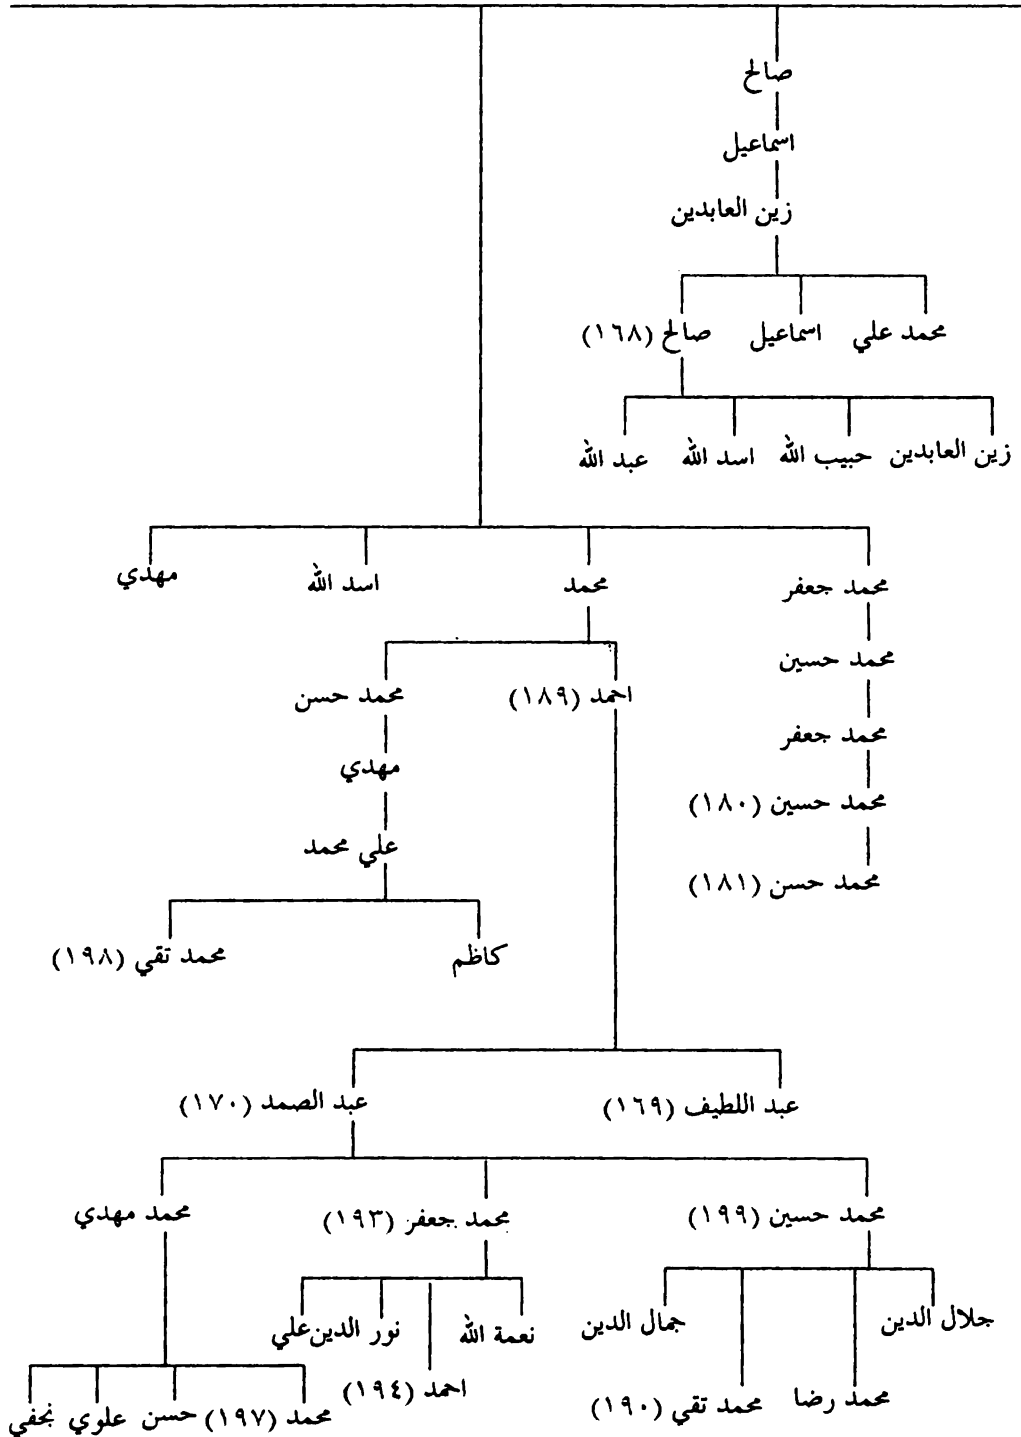 صالح
اسماعيل
زين العابدين
محمد علي اسماعيل صالح (١٦٨)
زين العابدين حبيب الله اسد الله عبد الله
محمد جعفر محمد اسد الله مهدي
محمد حسين
احمد (١٨٩) محمد حسن
محمد جعفر
مهدي
محمد حسين (١٨٠)
علي محمد
محمد حسن (١٨١)
كاظم محمد تقي (١٩٨)
عبد اللطيف (١٦٩) عبد الصمد (١٧٠)
محمد حسين (١٩٩) محمد جعفر (١٩٣) محمد مهدي
جلال الدين جمال الدين نعمة الله نور الدين علي
محمد رضا محمد تقي (١٩٠) احمد (١٩٤)
محمد (١٩٧) حسن علوي نجفي